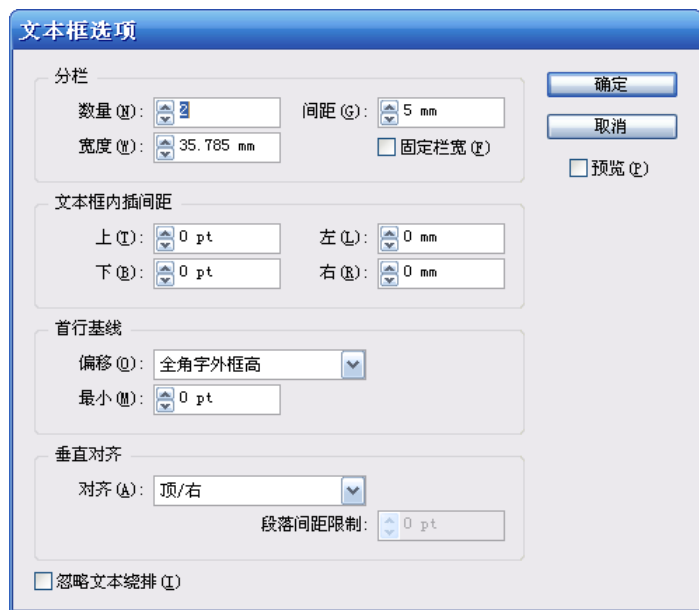 文本框选项
分栏
数量(N): 2 间距(G): 5 mm
宽度(W): 35.785 mm 固定栏宽(F)
文本框内插间距
上(T): 0 pt 左(L): 0 mm
下(B): 0 pt 右(R): 0 mm
首行基线
偏移(O): 全角字外框高
最小(M): 0 pt
垂直对齐
对齐(A): 顶/右
段落间距限制: 0 pt
忽略文本绕排(I)
确定
取消
预览(P)